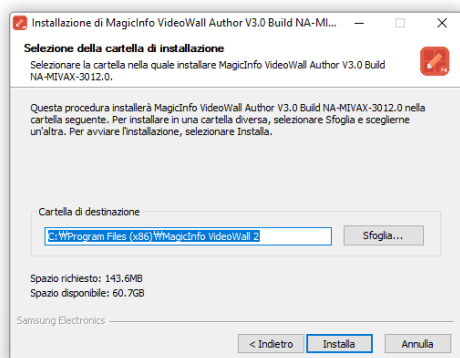 Installazione di MagicInfo VideoWall Author V3.0 Build NA-MI...
Selezione della cartella di installazione
Selezionare la cartella nella quale installare MagicInfo VideoWall Author V3.0 Build
NA-MIVAX-3012.0.
Questa procedura installerà MagicInfo VideoWall Author V3.0 Build NA-MIVAX-3012.0 nella
cartella seguente. Per installare in una cartella diversa, selezionare Sfoglia e sceglierne
un'altra. Per avviare l'installazione, selezionare Installa.
Cartella di destinazione
C:₩Program Files (x86)₩MagicInfo VideoWall 2
Sfoglia...
Spazio richiesto: 143.6MB
Spazio disponibile: 60.7GB
Samsung Electronics
< Indietro
Installa
Annulla